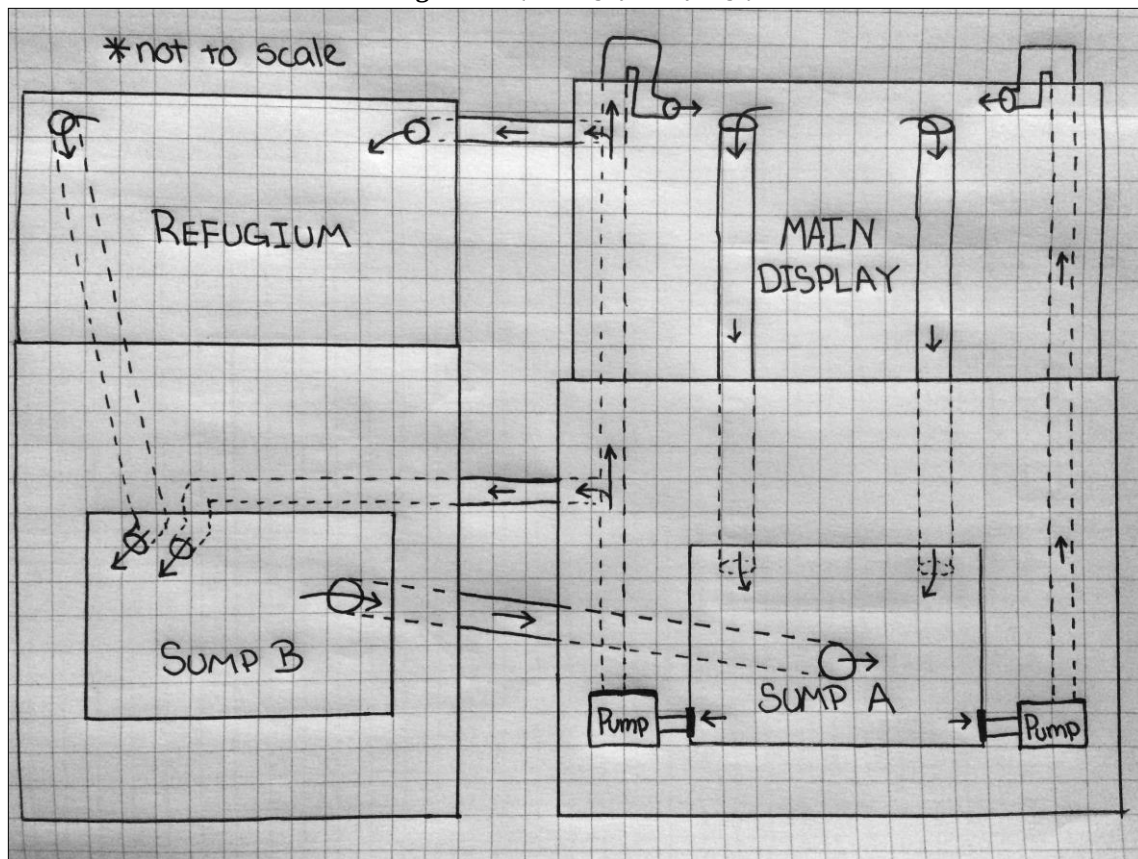 *not to scale
REFUGIUM
MAIN
DISPLAY
SUMP B
SUMP A
Pump
Pump